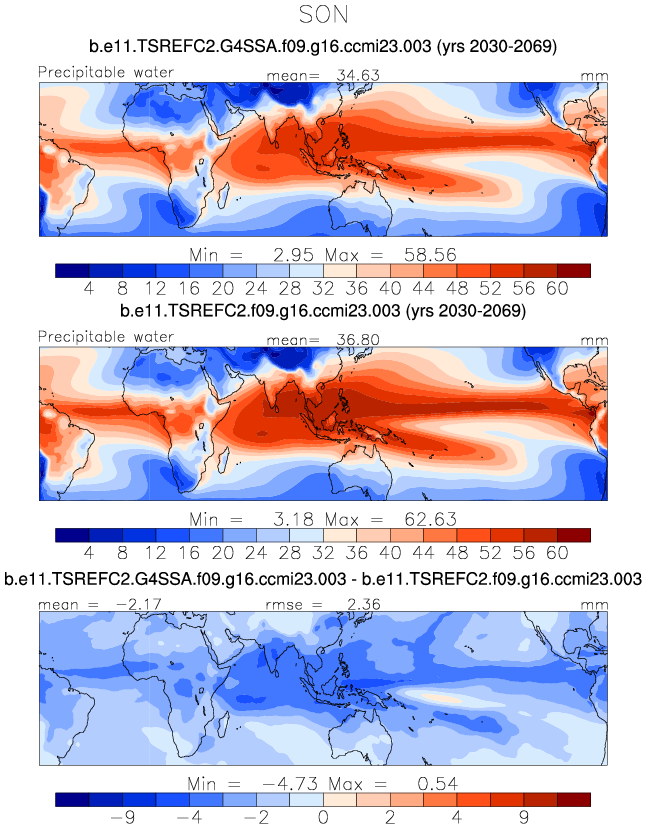 SON
b.e11.TSREFC2.G4SSA.f09.g16.ccmi23.003 (yrs 2030-2069)
Precipitable water mean= 34.63 mm
Min = 2.95 Max = 58.56
4 8 12 16 20 24 28 32 36 40 44 48 52 56 60
b.e11.TSREFC2.f09.g16.ccmi23.003 (yrs 2030-2069)
Precipitable water mean= 36.80 mm
Min = 3.18 Max = 62.63
4 8 12 16 20 24 28 32 36 40 44 48 52 56 60
b.e11.TSREFC2.G4SSA.f09.g16.ccmi23.003 - b.e11.TSREFC2.f09.g16.ccmi23.003
mean = -2.17 rmse = 2.36 mm
Min = -4.73 Max = 0.54
-9 -4 -2 0 2 4 9